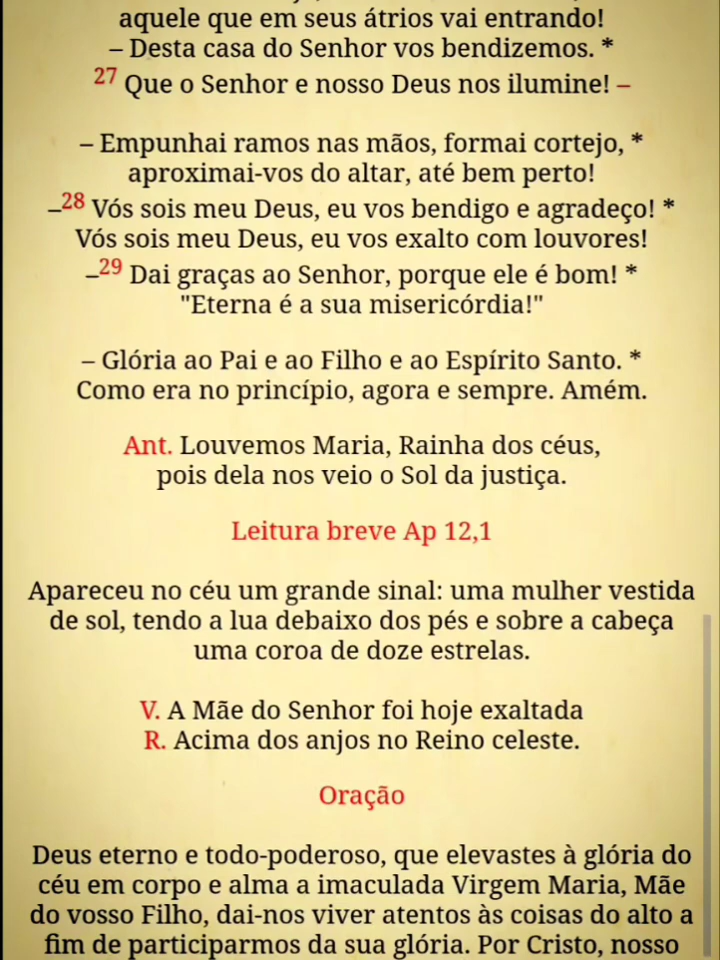 aquele que em seus átrios vai entrando!
– Desta casa do Senhor vos bendizemos. *
27 Que o Senhor e nosso Deus nos ilumine! –
– Empunhai ramos nas mãos, formai cortejo, *
aproximai-vos do altar, até bem perto!
–28 Vós sois meu Deus, eu vos bendigo e agradeço! *
Vós sois meu Deus, eu vos exalto com louvores!
–29 Dai graças ao Senhor, porque ele é bom! *
"Eterna é a sua misericórdia!"
– Glória ao Pai e ao Filho e ao Espírito Santo. *
Como era no princípio, agora e sempre. Amém.
Ant. Louvemos Maria, Rainha dos céus,
pois dela nos veio o Sol da justiça.
Leitura breve Ap 12,1
Apareceu no céu um grande sinal: uma mulher vestida
de sol, tendo a lua debaixo dos pés e sobre a cabeça
uma coroa de doze estrelas.
V. A Mãe do Senhor foi hoje exaltada
R. Acima dos anjos no Reino celeste.
Oração
Deus eterno e todo-poderoso, que elevastes à glória do
céu em corpo e alma a imaculada Virgem Maria, Mãe
do vosso Filho, dai-nos viver atentos às coisas do alto a
fim de participarmos da sua glória. Por Cristo, nosso